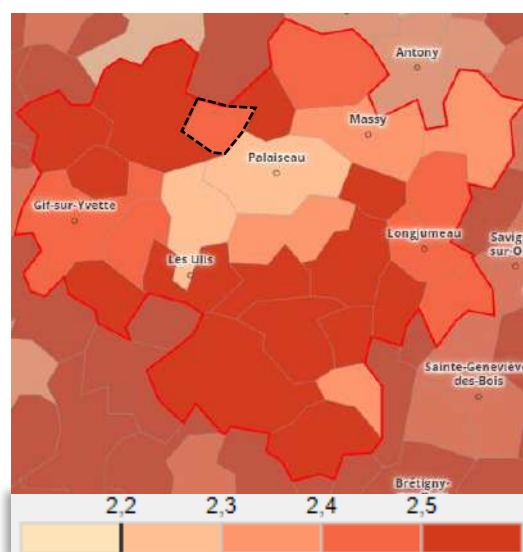 Antony
Massy
Palaiseau
Gif-sur-Yvette
Longjumeau
Savig
sur-O
Les Ulis
Sainte-Geneviève
des-Bois
Brétigny-
2,2 2,3 2,4 2,5